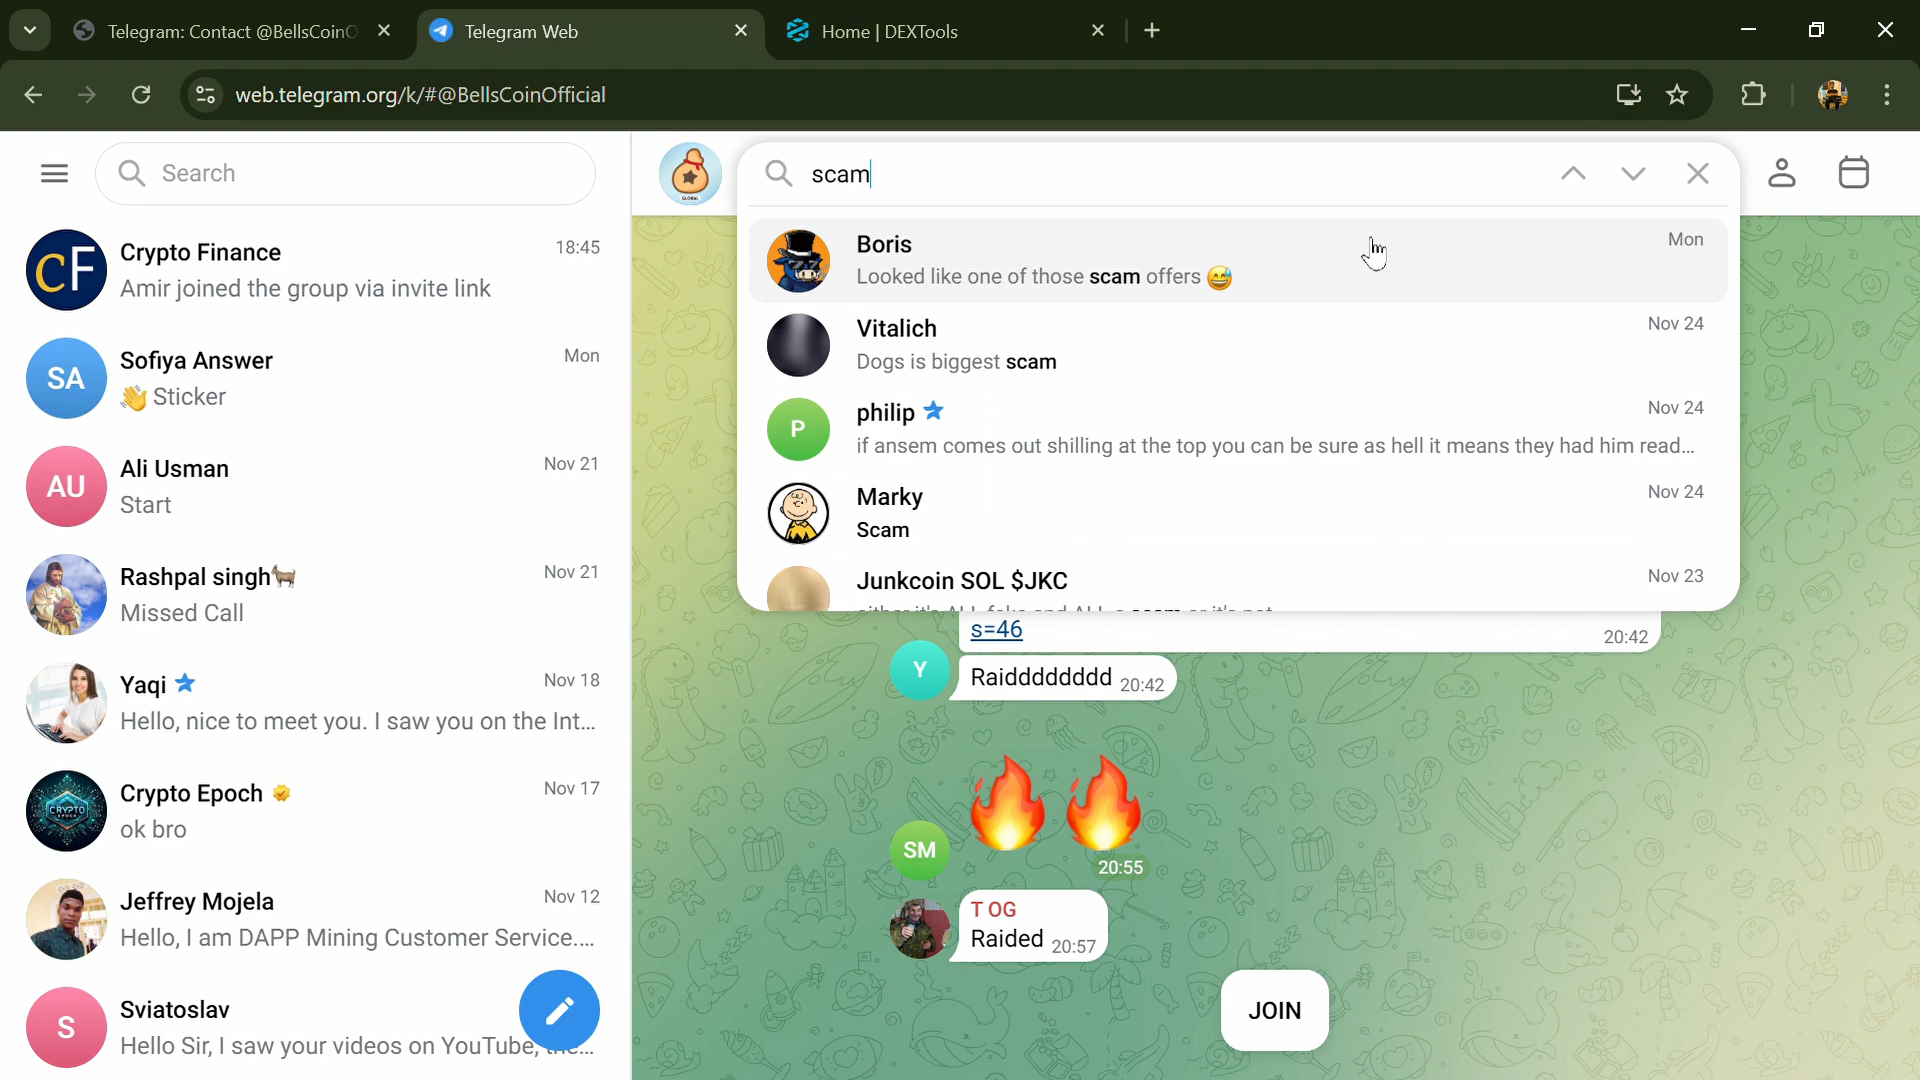 Telegram: Contact @BellsCoinO
Telegram Web
Home | DEXTools
web.telegram.org/k/#@BellsCoinOfficial
Search
scam
GLOBAL
CF
Crypto Finance
18:45
Amir joined the group via invite link
SA
Sofiya Answer
Mon
👋 Sticker
AU
Ali Usman
Nov 21
Start
Rashpal singh🐐
Nov 21
Missed Call
Yaqi
Nov 18
Hello, nice to meet you. I saw you on the Int...
CRYPTO EPOCH
Crypto Epoch
Nov 17
ok bro
Jeffrey Mojela
Nov 12
Hello, I am DAPP Mining Customer Service....
S
Sviatoslav
Hello Sir, I saw your videos on YouTube,
Boris
Mon
Looked like one of those scam offers 😅
Vitalich
Nov 24
Dogs is biggest scam
P
philip
Nov 24
if ansem comes out shilling at the top you can be sure as hell it means they had him read...
Marky
Nov 24
Scam
Junkcoin SOL $JKC
Nov 23
s=46
20:42
Y
Raidddddddd 20:42
🔥🔥
SM
20:55
T OG
Raided 20:57
JOIN